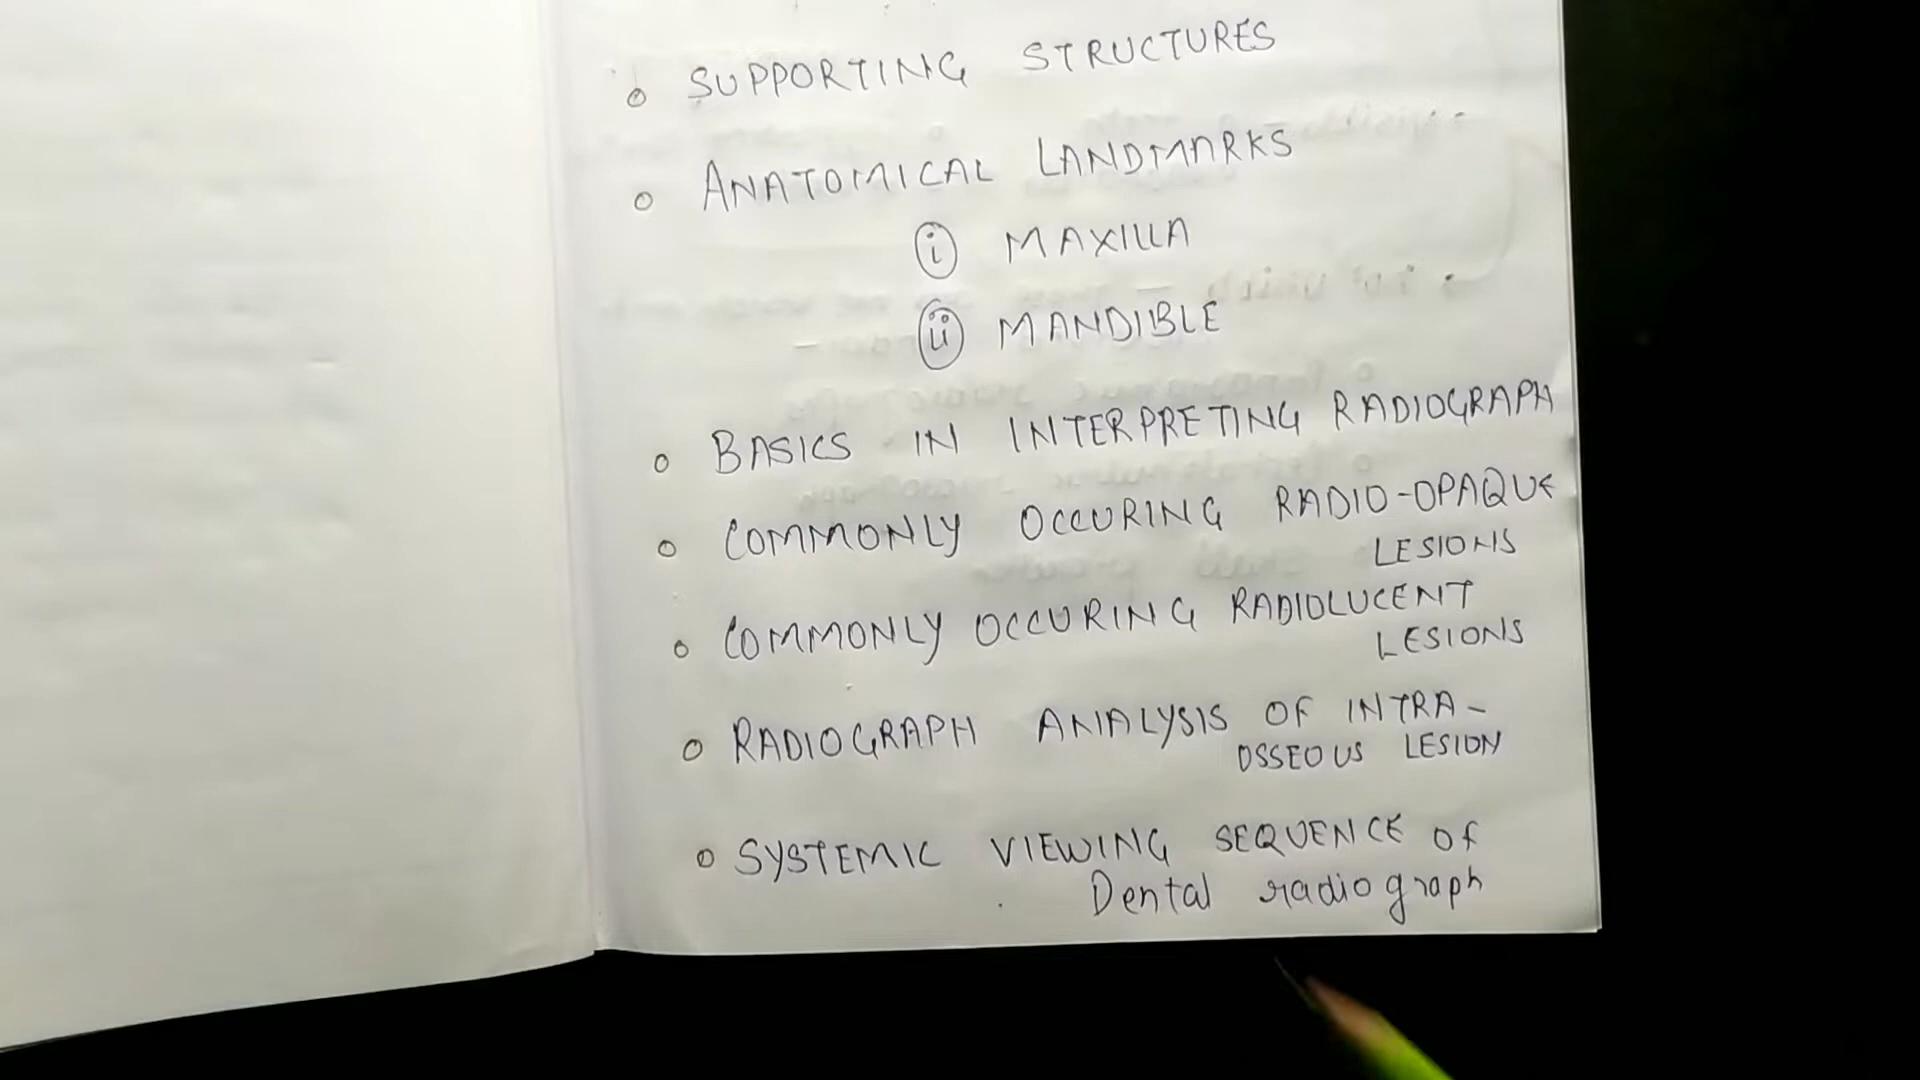 SUPPORTING STRUCTURES
ANATOMICAL LANDMARKS
i MAXILLA
ii MANDIBLE
BASICS IN INTERPRETING RADIOGRAPH
COMMONLY OCCURING RADIO-OPAQUE
LESIONS
COMMONLY OCCURING RADIOLUCENT
LESIONS
RADIOGRAPH ANALYSIS OF INTRA-
OSSEOUS LESION
SYSTEMIC VIEWING SEQUENCE OF
Dental radiograph